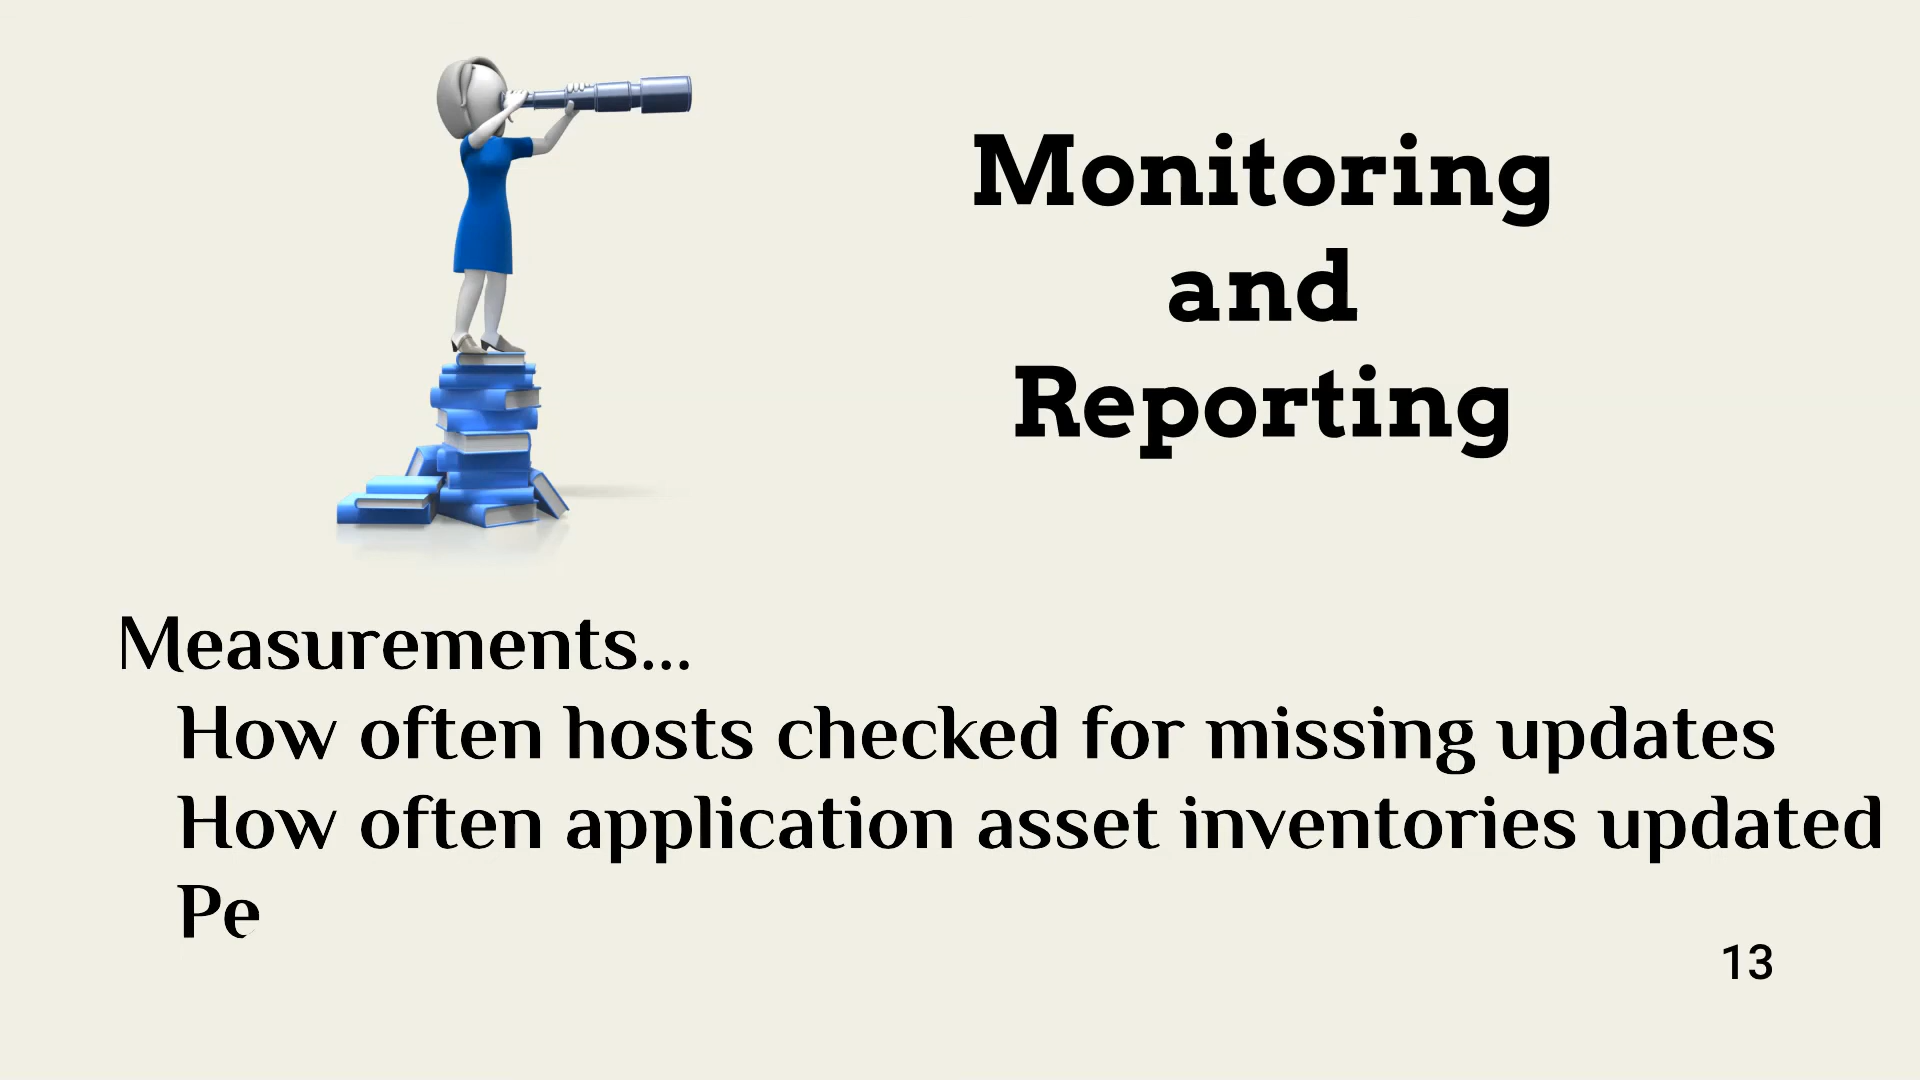 Monitoring
and
Reporting
Measurements...
How often hosts checked for missing updates
How often application asset inventories updated
Pe
13